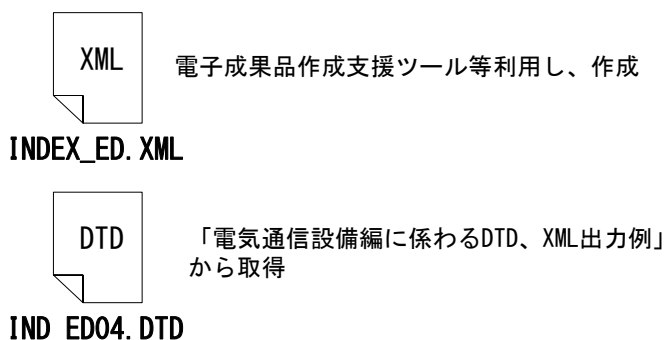 XML
電子成果品作成支援ツール等利用し、作成
INDEX_ED.XML
DTD
「電気通信設備編に係わるDTD、XML出力例」
から取得
IND ED04.DTD